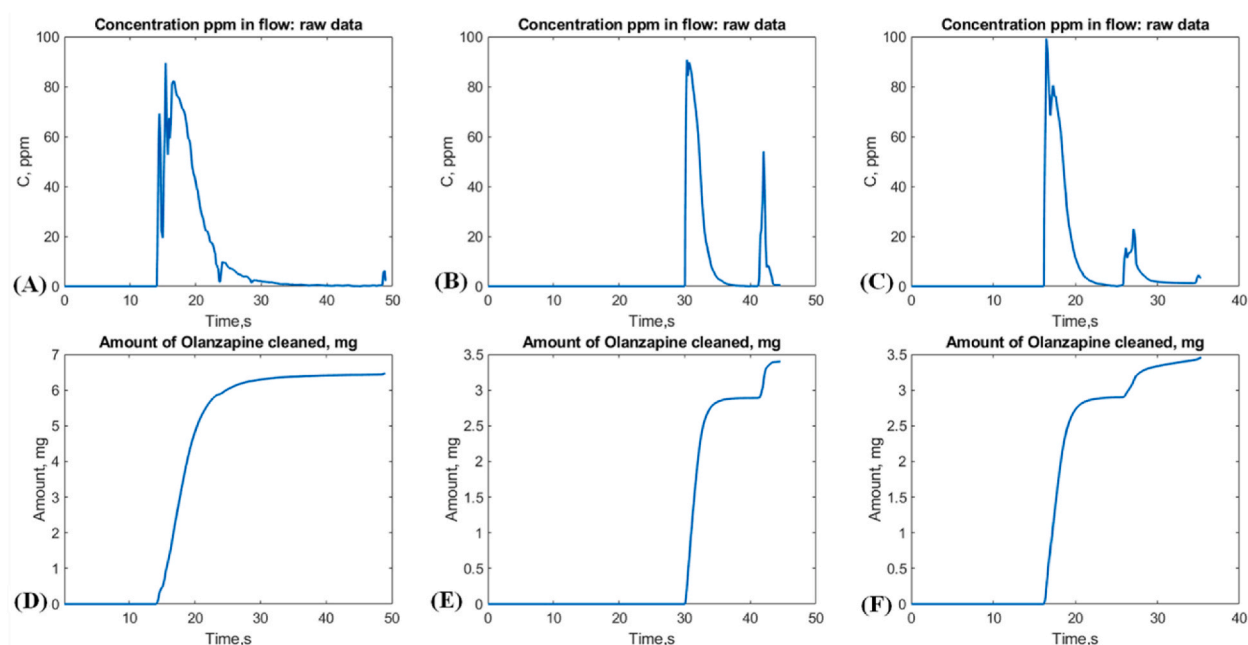 Concentration ppm in flow: raw data
100
80
60
40
20
0
C, ppm
(A)
0 10 20 30 40 50
Time,s
Concentration ppm in flow: raw data
100
80
60
40
20
0
C, ppm
(B)
0 10 20 30 40 50
Time,s
Concentration ppm in flow: raw data
100
80
60
40
20
0
C, ppm
(C)
0 10 20 30 40
Time,s
Amount of Olanzapine cleaned, mg
7
6
5
4
3
2
1
0
Amount, mg
(D)
0 10 20 30 40 50
Time,s
Amount of Olanzapine cleaned, mg
3.5
3
2.5
2
1.5
1
0.5
0
Amount, mg
(E)
0 10 20 30 40 50
Time,s
Amount of Olanzapine cleaned, mg
3.5
3
2.5
2
1.5
1
0.5
0
Amount, mg
(F)
0 10 20 30 40
Time,s